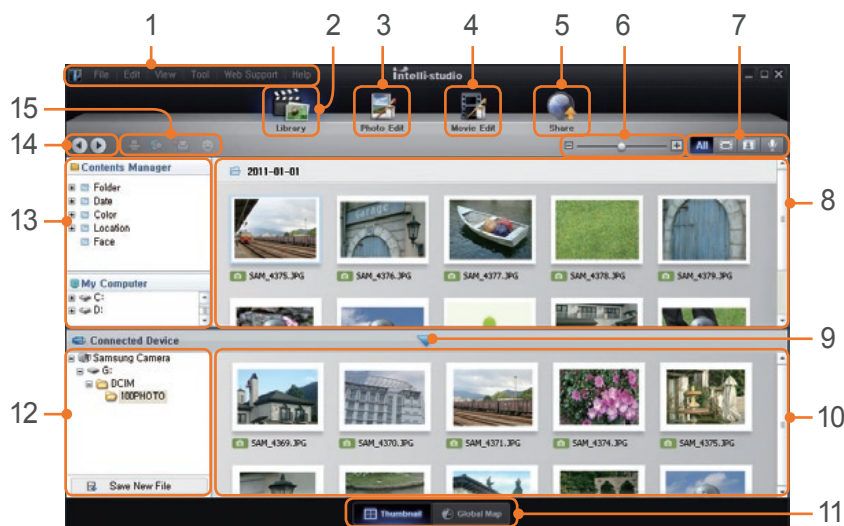 1 2 3 4 5 6 7
File Edit View Tool Web Support Help
Intelli-studio
15
Library Photo Edit Movie Edit Share
14
All
Contents Manager
2011-01-01
13
8
Folder
Date
Color
Location
Face
SAM_4375.JPG SAM_4376.JPG SAM_4377.JPG SAM_4378.JPG SAM_4379.JPG
My Computer
C:
D:
Connected Device
9
Samsung Camera
G:
DCIM
100PHOTO
12
10
SAM_4369.JPG SAM_4370.JPG SAM_4371.JPG SAM_4374.JPG SAM_4375.JPG
Save New File
Thumbnail Global Map
11